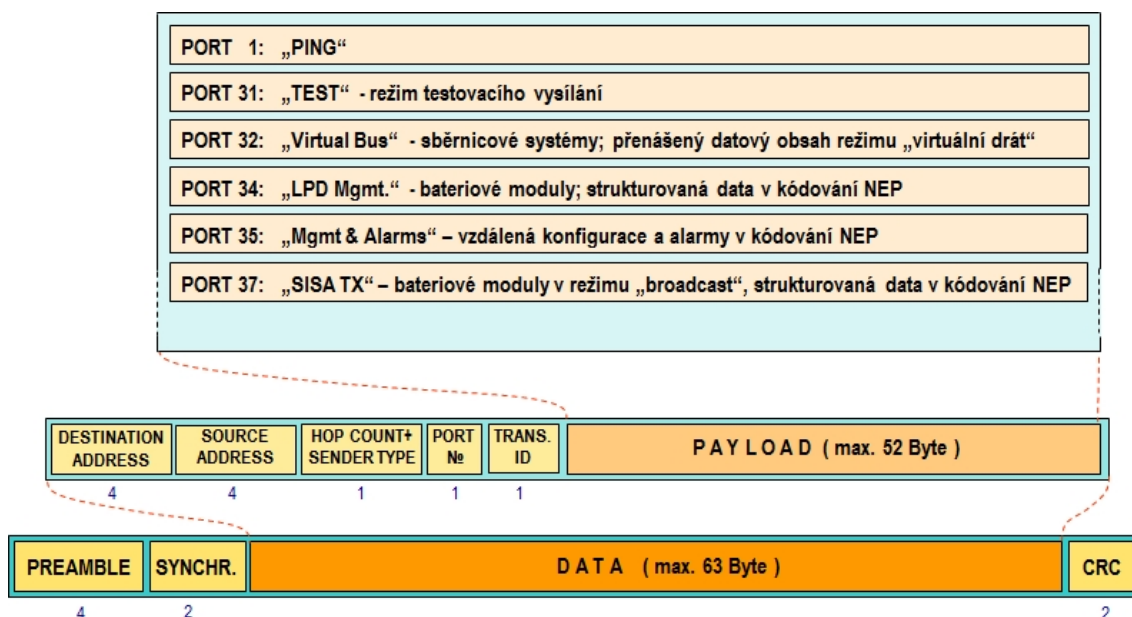 PORT 1: „PING“
PORT 31: „TEST“ - režim testovacího vysílání
PORT 32: „Virtual Bus“ - sběrnicové systémy; přenášený datový obsah režimu „virtuální drát“
PORT 34: „LPD Mgmt.“ - bateriové moduly; strukturovaná data v kódování NEP
PORT 35: „Mgmt & Alarms“ – vzdálená konfigurace a alarmy v kódování NEP
PORT 37: „SISA TX“ – bateriové moduly v režimu „broadcast“, strukturovaná data v kódování NEP
DESTINATION ADDRESS
SOURCE ADDRESS
HOP COUNT+ SENDER TYPE
PORT №
TRANS. ID
PAYLOAD ( max. 52 Byte )
4 4 1 1 1
PREAMBLE SYNCHR. DATA ( max. 63 Byte ) CRC
4 2 2